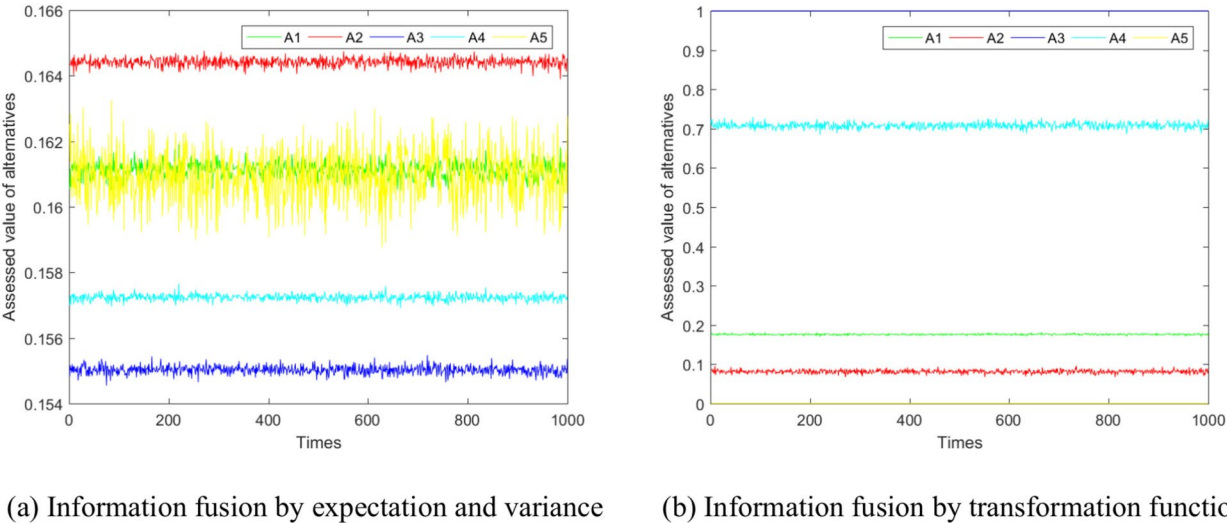 0.166
0.164
0.162
0.16
0.158
0.156
0.154
Assessed value of alternatives
A1 A2 A3 A4 A5
0 200 400 600 800 1000
Times
(a) Information fusion by expectation and variance
1
0.9
0.8
0.7
0.6
0.5
0.4
0.3
0.2
0.1
0
Assessed value of alternatives
A1 A2 A3 A4 A5
0 200 400 600 800 1000
Times
(b) Information fusion by transformation functio